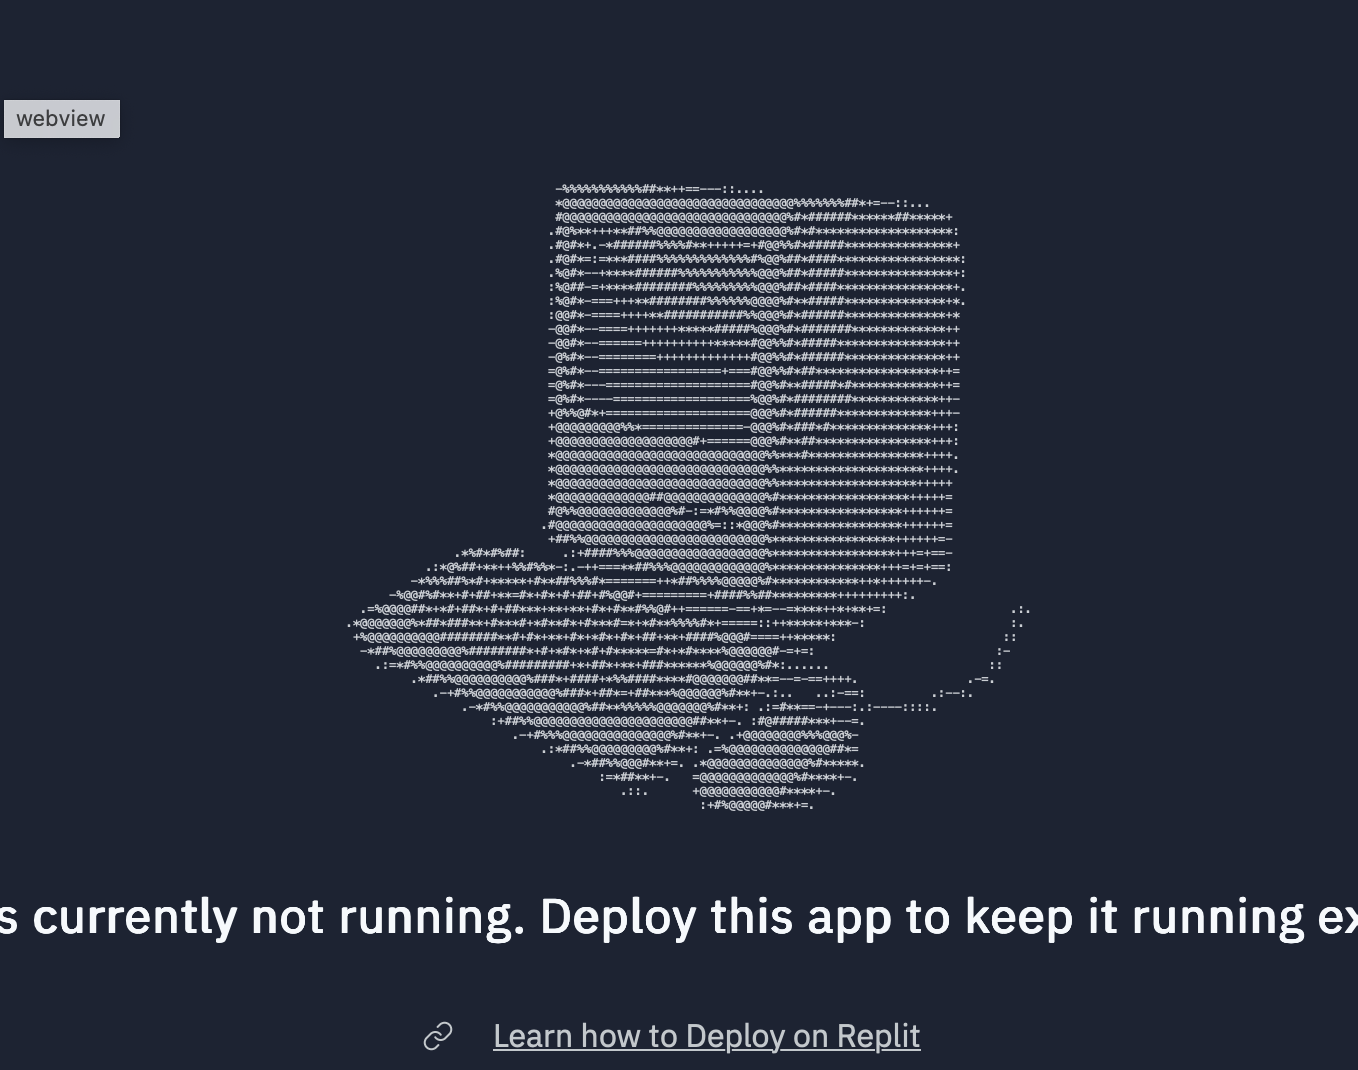 webview
s currently not running. Deploy this app to keep it running ex
Learn how to Deploy on Replit